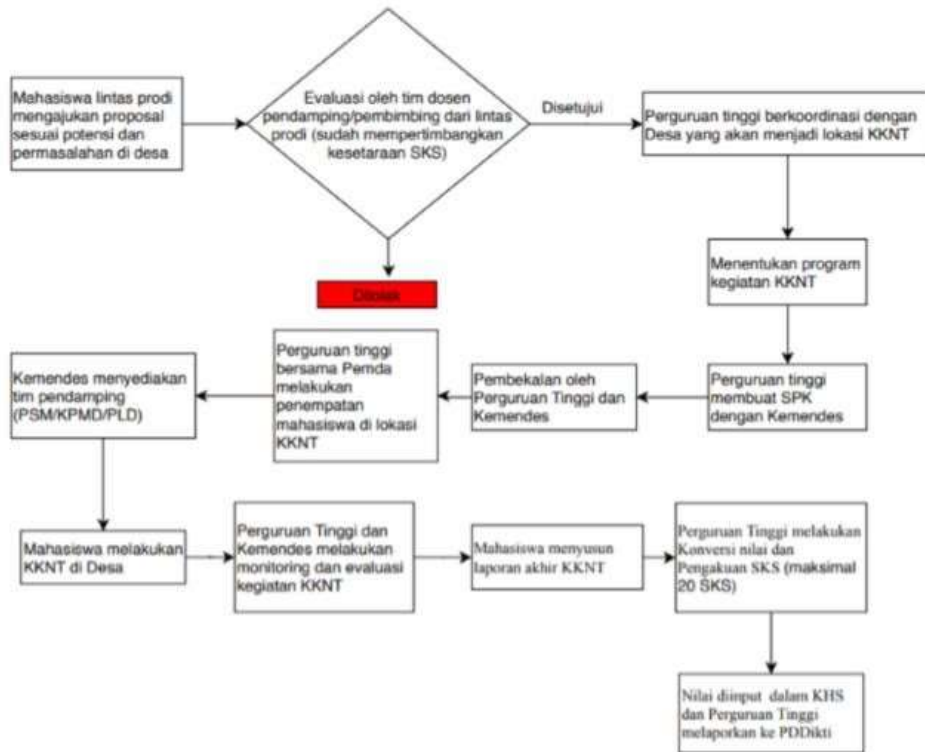 Mahasiswa lintas prodi
mengajukan proposal
sesuai potensi dan
permasalahan di desa
Evaluasi oleh tim dosen
pendamping/pembimbing dari lintas
prodi (sudah mempertimbangkan
kesetaraan SKS)
Disetujui
Perguruan tinggi berkoordinasi dengan
Desa yang akan menjadi lokasi KKNT
Ditolak
Menentukan program
kegiatan KKNT
Perguruan tinggi
membuat SPK
dengan Kemendes
Pembekalan oleh
Perguruan Tinggi dan
Kemendes
Perguruan tinggi
bersama Pemda
melakukan
penempatan
mahasiswa di lokasi
KKNT
Kemendes menyediakan
tim pendamping
(PSM/KPMD/PLD)
Mahasiswa melakukan
KKNT di Desa
Perguruan Tinggi dan
Kemendes melakukan
monitoring dan evaluasi
kegiatan KKNT
Mahasiswa menyusun
laporan akhir KKNT
Perguruan Tinggi melakukan
Konversi nilai dan
Pengakuan SKS (maksimal
20 SKS)
Nilai diinput dalam KHS
dan Perguruan Tinggi
melaporkan ke PDDikti